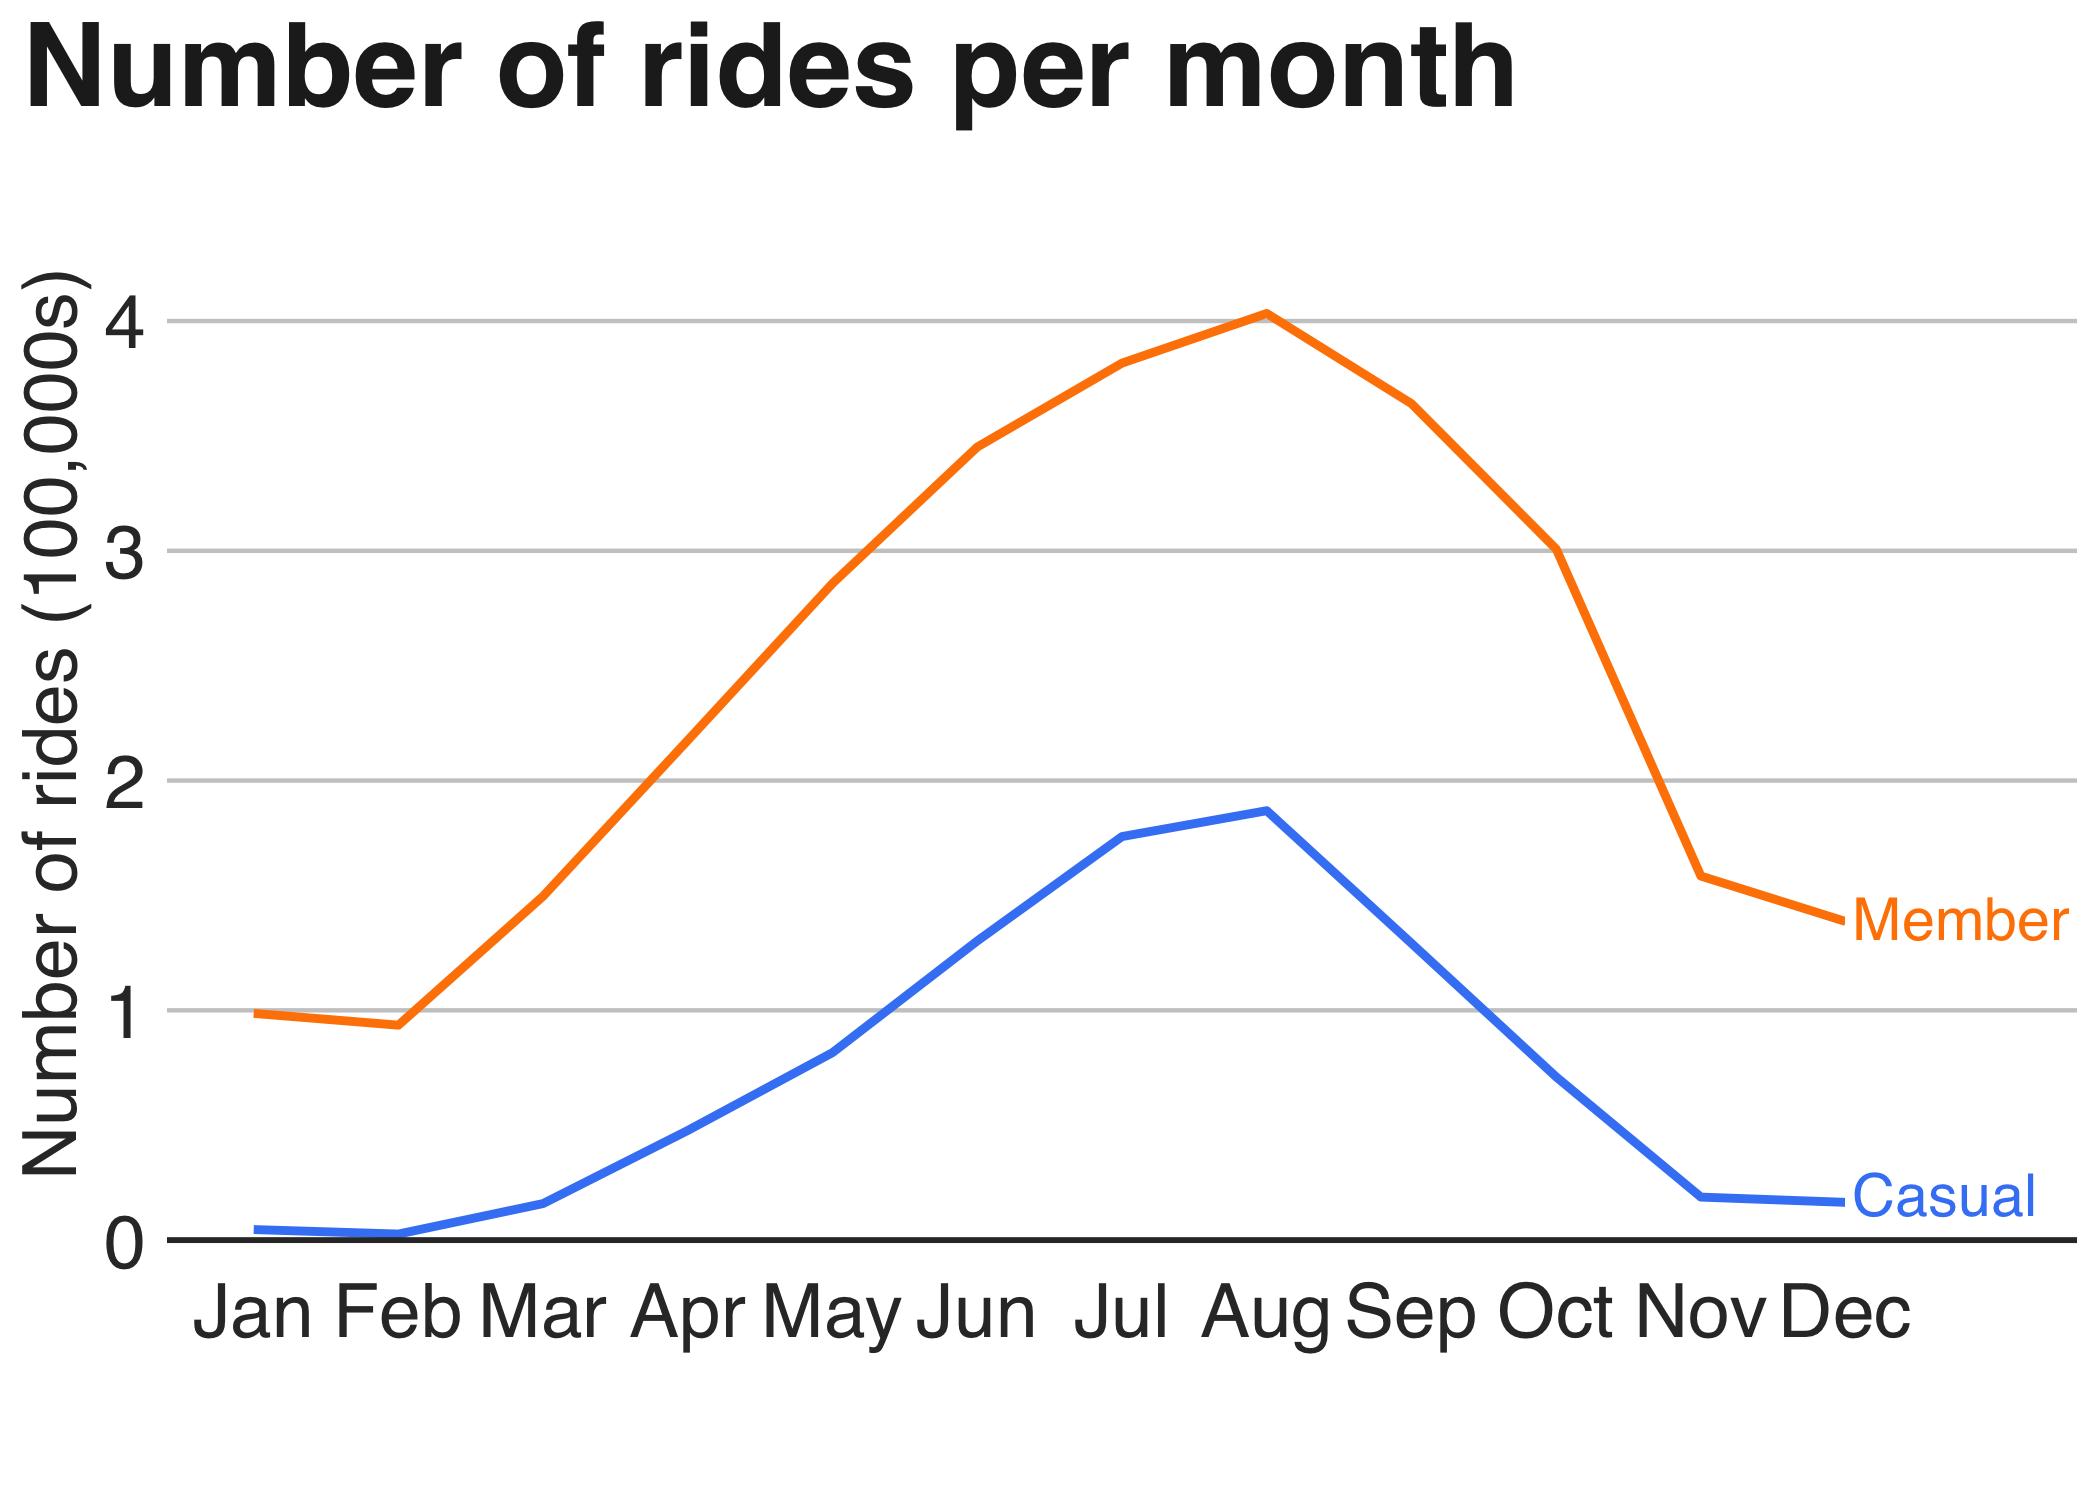 Number of rides per month
Number of rides (100,000s)
4
3
2
1
0
Member
Casual
Jan Feb Mar Apr May Jun Jul Aug Sep Oct Nov Dec